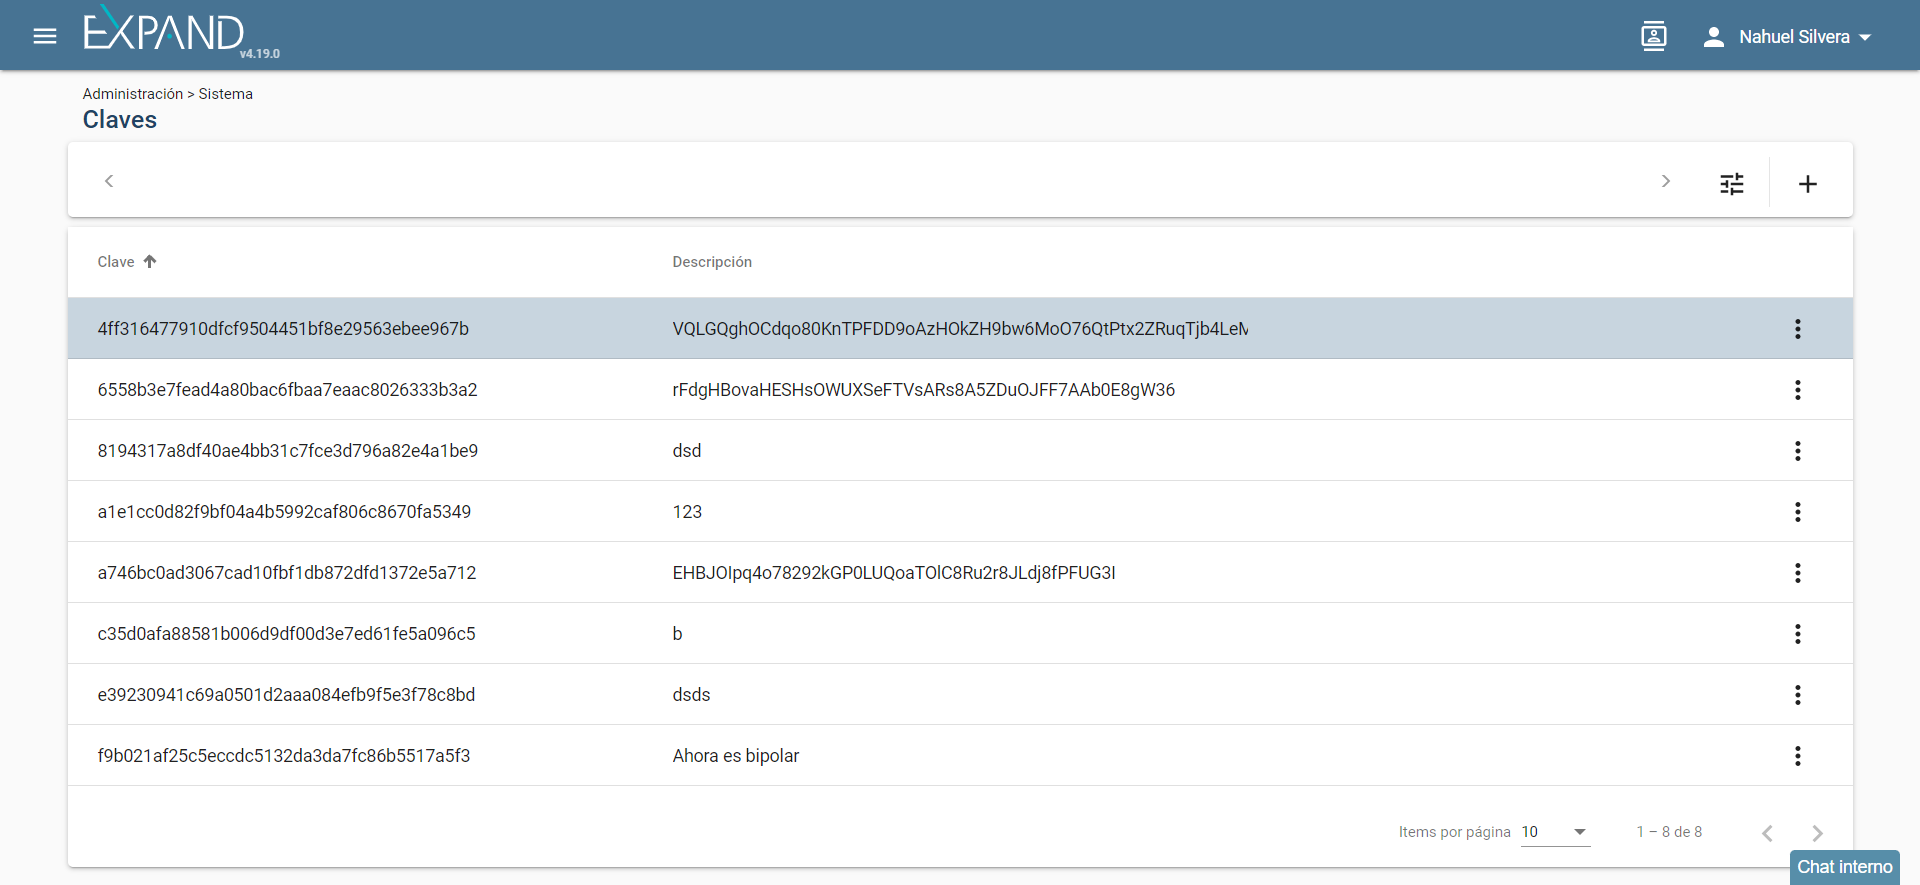 EXPAND v4.19.0
Nahuel Silvera
Administración > Sistema
Claves
Clave Descripción
4ff316477910dfcf9504451bf8e29563ebee967b VQLGQghOCdqo80KnTPFDD9oAzHOkZH9bw6MoO76QtPtx2ZRuqTjb4LeM
6558b3e7fead4a80bac6fbaa7eaac8026333b3a2 rFdgHBovaHESHsOWUXSeFTVsARs8A5ZDuOJFF7AAb0E8gW36
8194317a8df40ae4bb31c7fce3d796a82e4a1be9 dsd
a1e1cc0d82f9bf04a4b5992caf806c8670fa5349 123
a746bc0ad3067cad10fbf1db872dfd1372e5a712 EHBJOIpq4o78292kGP0LUQoaTOlC8Ru2r8JLdj8fPFUG3I
c35d0afa88581b006d9df00d3e7ed61fe5a096c5 b
e39230941c69a0501d2aaa084efb9f5e3f78c8bd dsds
f9b021af25c5eccdc5132da3da7fc86b5517a5f3 Ahora es bipolar
Items por página 10 1 – 8 de 8
Chat interno